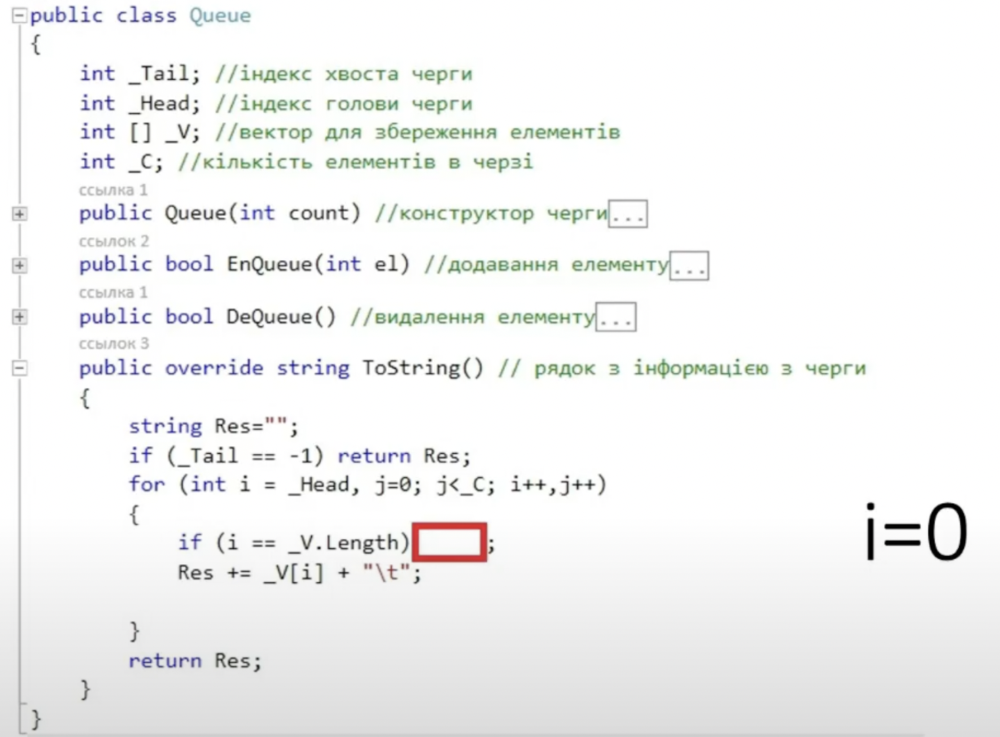 public class Queue
{
int _Tail; //індекс хвоста черги
int _Head; //індекс голови черги
int [] _V; //вектор для збереження елементів
int _C; //кількість елементів в черзі
ссылка 1
public Queue(int count) //конструктор черги...
ссылок 2
public bool EnQueue(int el) //додавання елементу...
ссылка 1
public bool DeQueue() //видалення елементу...
ссылок 3
public override string ToString() // рядок з інформацією з черги
{
string Res="";
if (_Tail == -1) return Res;
for (int i = _Head, j=0; j<_C; i++,j++)
{
if (i == _V.Length) ;
Res += _V[i] + "\t";
}
return Res;
}
}
i=0